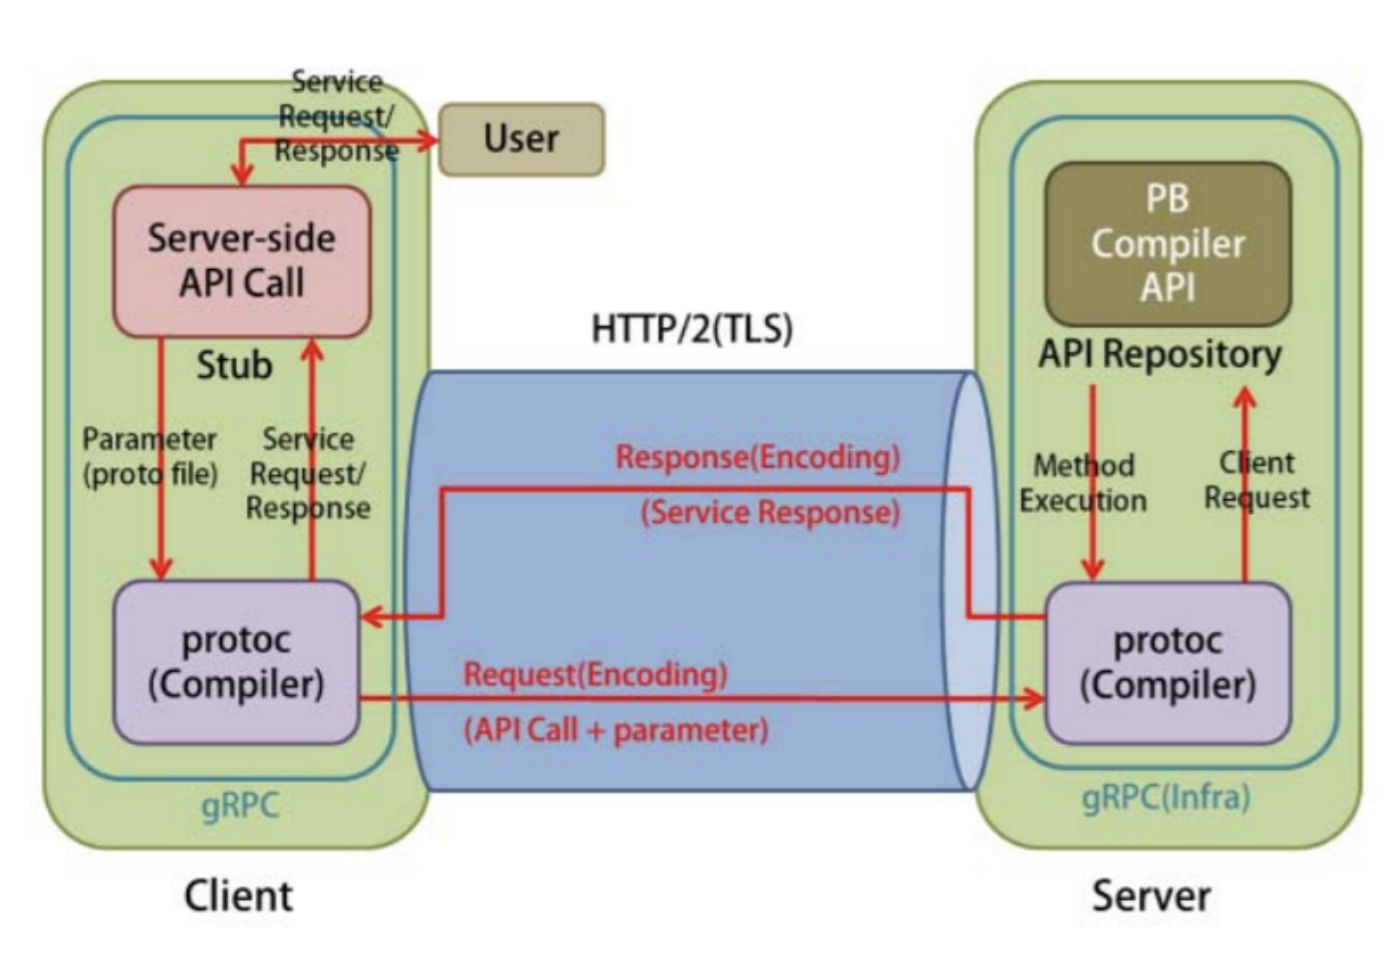 Service
Request/
Response
User
Server-side
API Call
Stub
Parameter
(proto file)
Service
Request/
Response
protoc
(Compiler)
gRPC
Client
HTTP/2(TLS)
Response(Encoding)
(Service Response)
Request(Encoding)
(API Call + parameter)
PB
Compiler
API
API Repository
Method
Execution
Client
Request
protoc
(Compiler)
gRPC(Infra)
Server